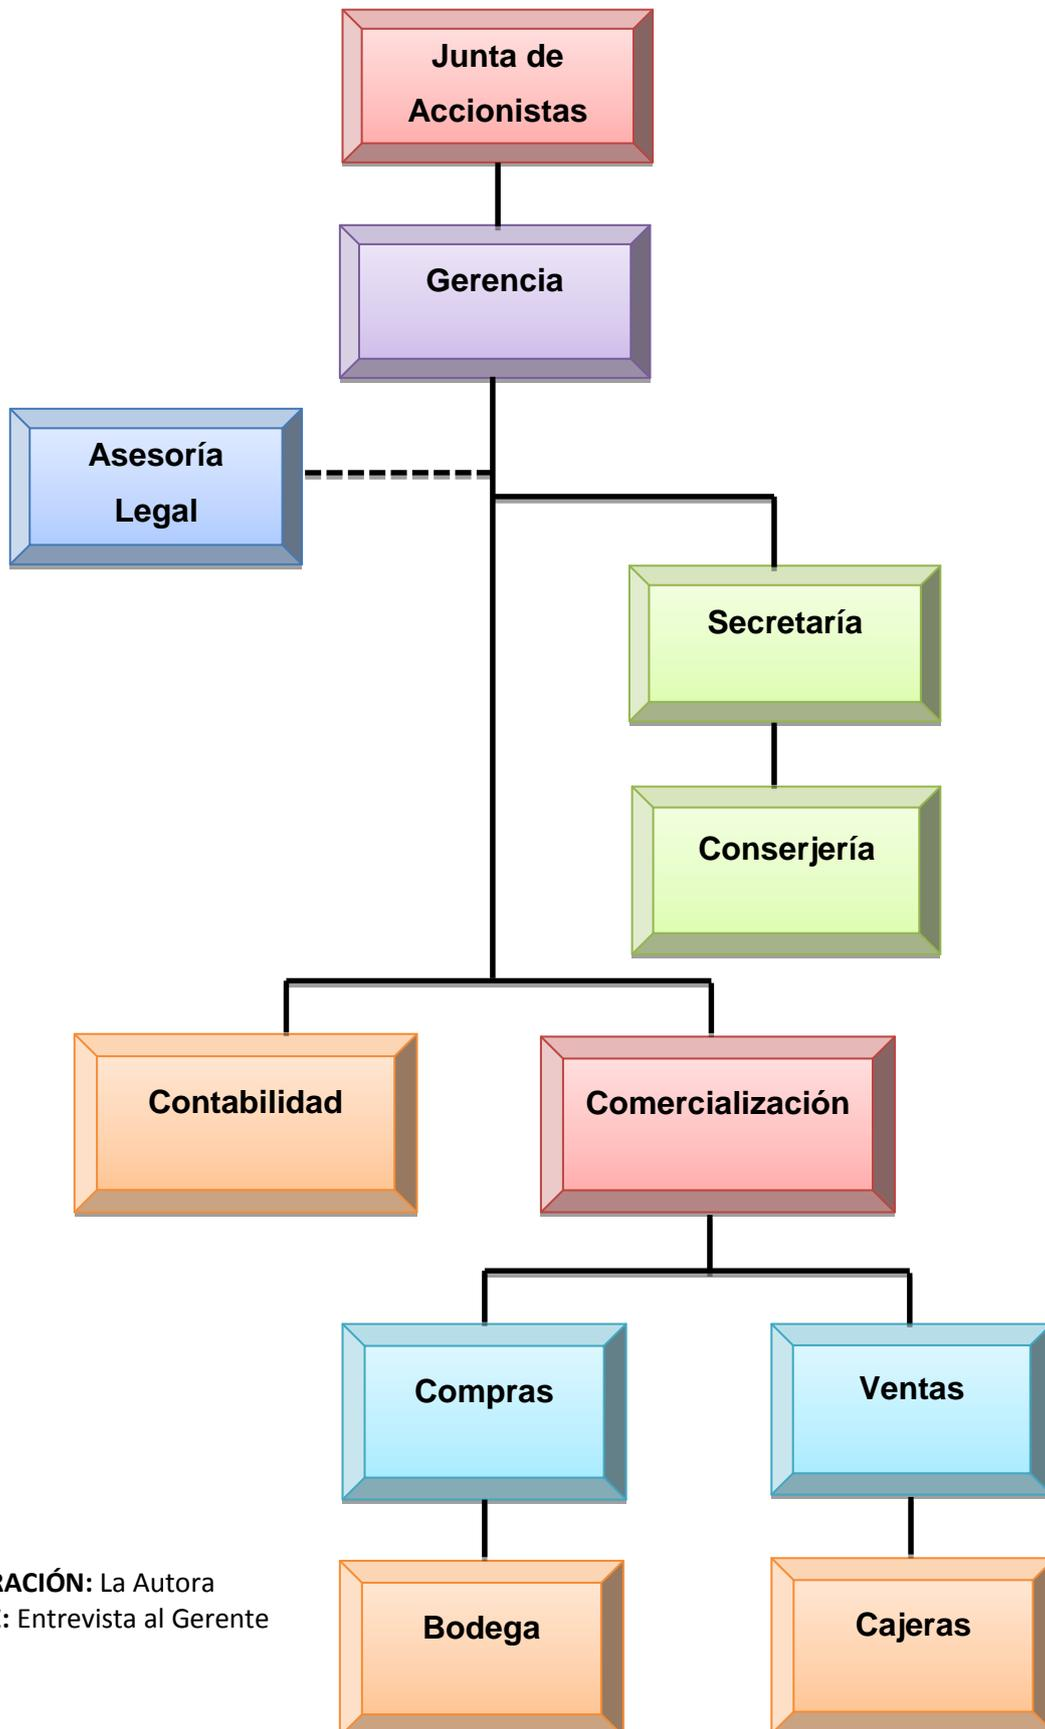 Junta de
Accionistas
Gerencia
Asesoría
Legal
Secretaría
Conserjería
Contabilidad
Comercialización
Compras
Ventas
RACIÓN: La Autora
: Entrevista al Gerente
Bodega
Cajeras